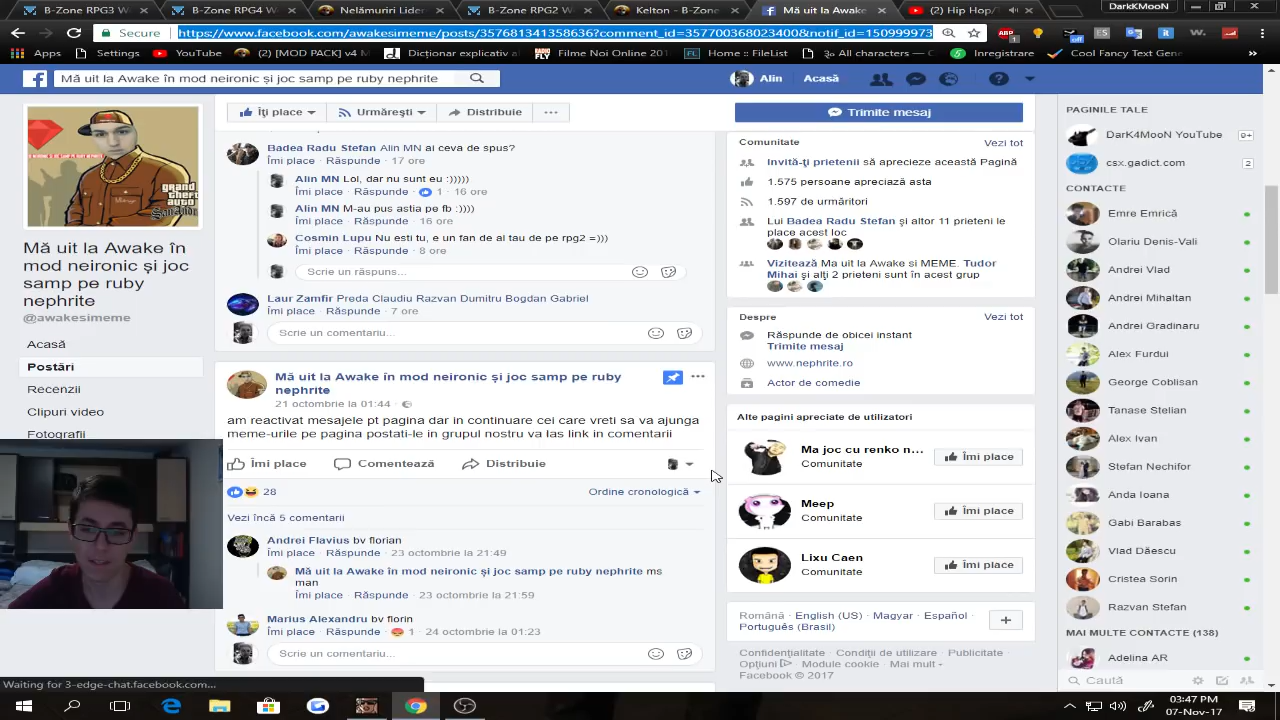 B-Zone RPG3 W
B-Zone RPG4 W
Nelămuriri Lider
B-Zone RPG2 W
Kelton - B-Zone
Mă uit la Awak
(2) Hip Hop/
DarkKMooN
Secure
https://www.facebook.com/awakesimeme/posts/357681341358636?comment_id=357700368023400&notif_id=150999973
Apps
Settings
YouTube
(2) [MOD PACK] v4 M
Dicționar explicativ al
Filme Noi Online 201
Home :: FileList
3› All characters —
Inregistrare
Cool Fancy Text Gene
Mă uit la Awake în mod neironic și joc samp pe ruby nephrite
Alin
Acasă
Îți place
Urmărești
Distribuie
Trimite mesaj
Mă uit la Awake în
mod neironic și joc
samp pe ruby
nephrite
@awakesimeme
Acasă
Postări
Recenzii
Clipuri video
Fotografii
Badea Radu Stefan Alin MN ai ceva de spus?
Îmi place · Răspunde · 17 ore
Alin MN Loi, dar nu sunt eu :)))))
Îmi place · Răspunde · 1 · 16 ore
Alin MN M-au pus astia pe fb :))))
Îmi place · Răspunde · 16 ore
Cosmin Lupu Nu esti tu, e un fan de al tau de pe rpg2 =)))
Îmi place · Răspunde · 8 ore
Scrie un răspuns...
Laur Zamfir Preda Claudiu Razvan Dumitru Bogdan Gabriel
Îmi place · Răspunde · 7 ore
Scrie un comentariu...
Mă uit la Awake în mod neironic și joc samp pe ruby
nephrite
21 octombrie la 01:44 ·
am reactivat mesajele pt pagina dar in continuare cei care vreti sa va ajunga
meme-urile pe pagina postati-le in grupul nostru va las link in comentarii
Îmi place
Comentează
Distribuie
28
Ordine cronologică
Vezi încă 5 comentarii
Andrei Flavius bv florian
Îmi place · Răspunde · 23 octombrie la 21:49
Mă uit la Awake în mod neironic și joc samp pe ruby nephrite ms
man
Îmi place · Răspunde · 23 octombrie la 21:59
Marius Alexandru bv florin
Îmi place · Răspunde · 1 · 24 octombrie la 01:23
Scrie un comentariu...
Comunitate
Vezi tot
Invită-ți prietenii să aprecieze această Pagină
1.575 persoane apreciază asta
1.597 de urmăritori
Lui Badea Radu Stefan și altor 11 prieteni le
place acest loc
Vizitează Ma uit la Awake si MEME. Tudor
Mihai și alți 2 prieteni sunt în acest grup
Despre
Vezi tot
Răspunde de obicei instant
Trimite mesaj
www.nephrite.ro
Actor de comedie
Alte pagini apreciate de utilizatori
Ma joc cu renko n...
Comunitate
Îmi place
Meep
Comunitate
Îmi place
Lixu Caen
Comunitate
Îmi place
Română · English (US) · Magyar · Español ·
Português (Brasil)
Confidențialitate · Condiții de utilizare · Publicitate ·
Opțiuni · Module cookie · Mai mult
Facebook © 2017
PAGINILE TALE
DarK4MooN YouTube
9+
csx.gadict.com
2
CONTACTE
Emre Emrică
Olariu Denis-Vali
Andrei Vlad
Andrei Mihaltan
Andrei Gradinaru
Alex Furdui
George Coblisan
Tanase Stelian
Alex Ivan
Stefan Nechifor
Anda Ioana
Gabi Barabas
Vlad Dăescu
Cristea Sorin
Razvan Stefan
MAI MULTE CONTACTE (138)
Adelina AR
Caută
Waiting for 3-edge-chat.facebook.com...
03:47 PM
07-Nov-17